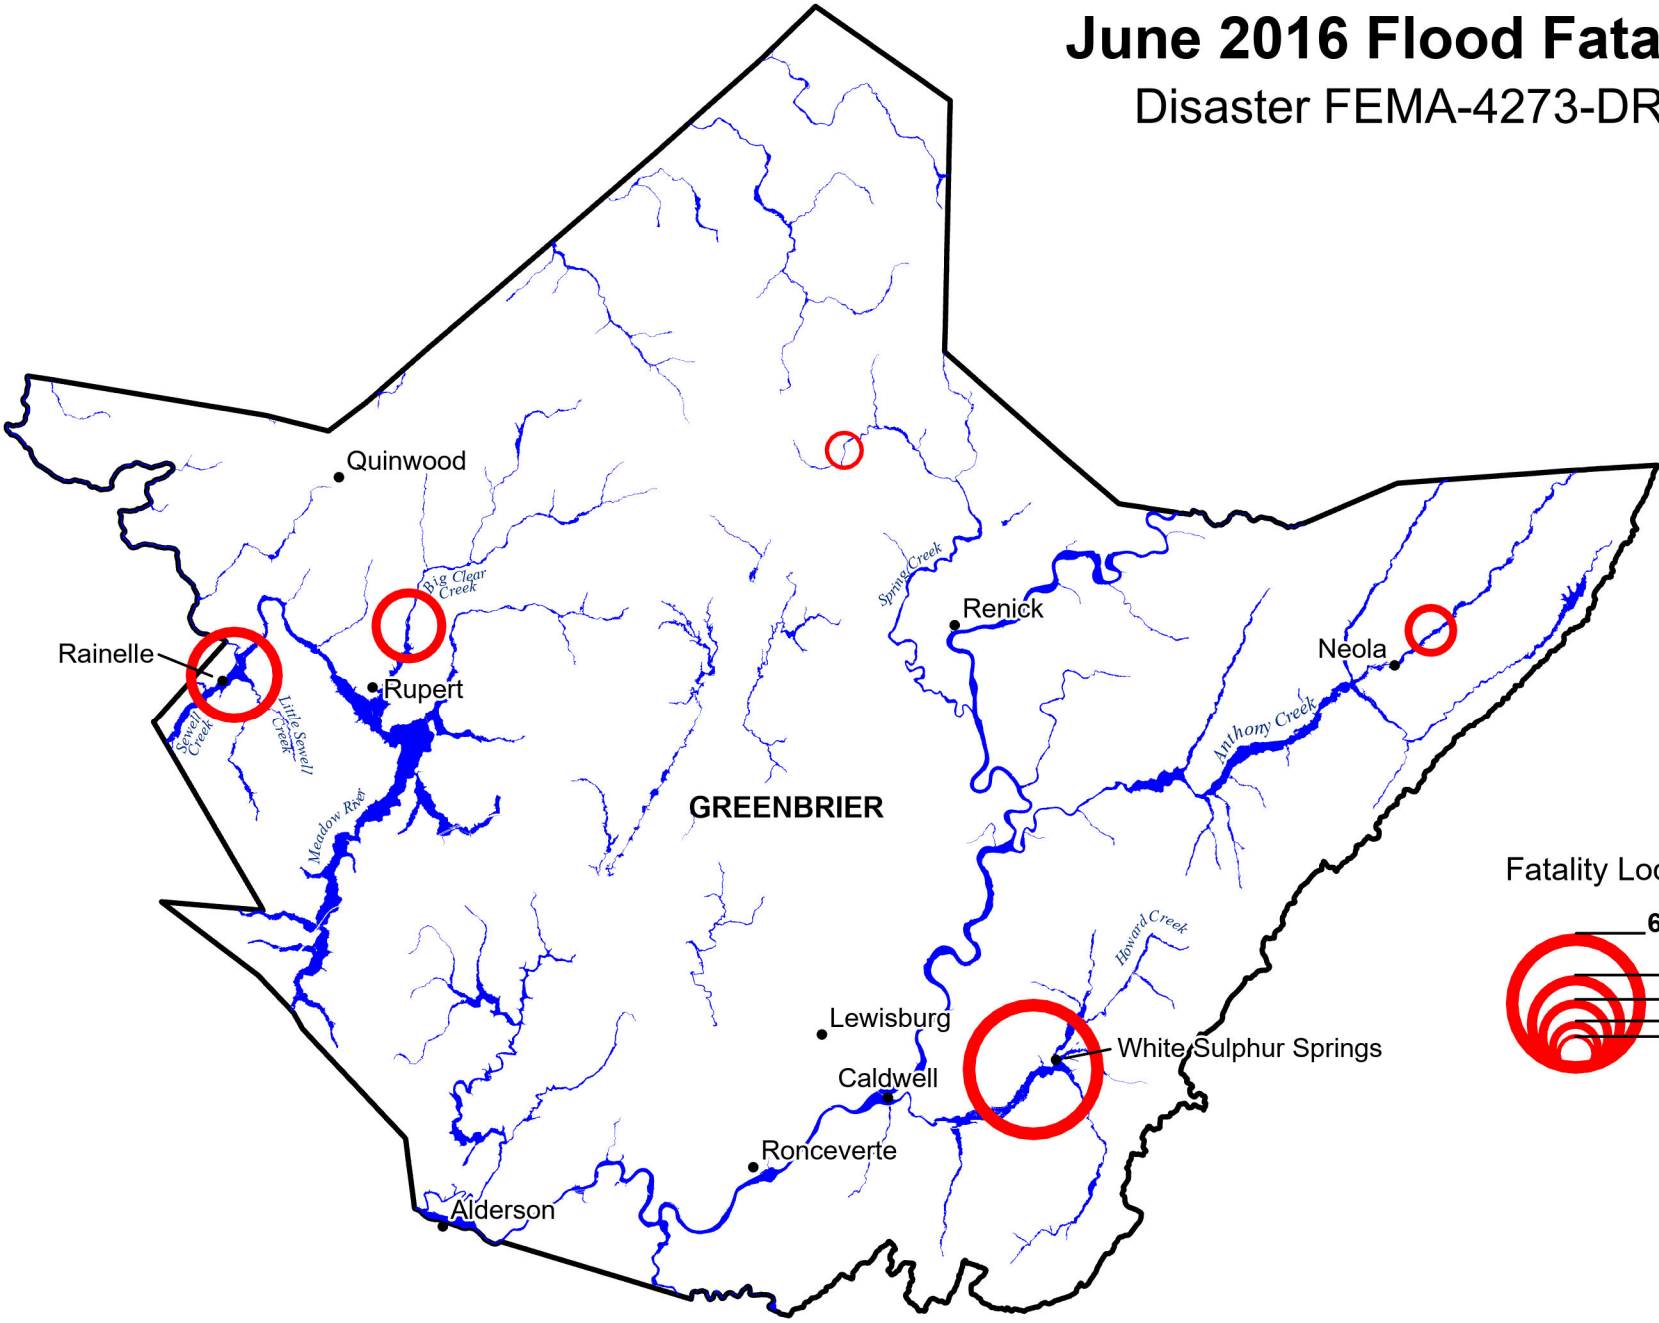 June 2016 Flood Fata
Disaster FEMA-4273-DR
Quinwood
Big Clear
Creek
Spring Creek
Renick
Rainelle
Neola
Rupert
Sewell
Creek
Little Sewell
Creek
Anthony Creek
Meadow River
GREENBRIER
Fatality Loc
6
Howard Creek
Lewisburg
White Sulphur Springs
Caldwell
Ronceverte
Alderson